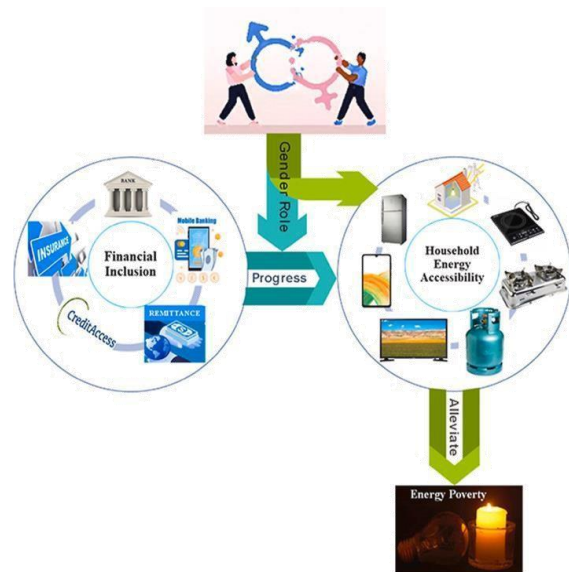 Gender Role
BANK
INSURANCE
Mobile Banking
Financial
Inclusion
CreditAccess
REMITTANCE
Progress
Household
Energy
Accessibility
Alleviate
Energy Poverty